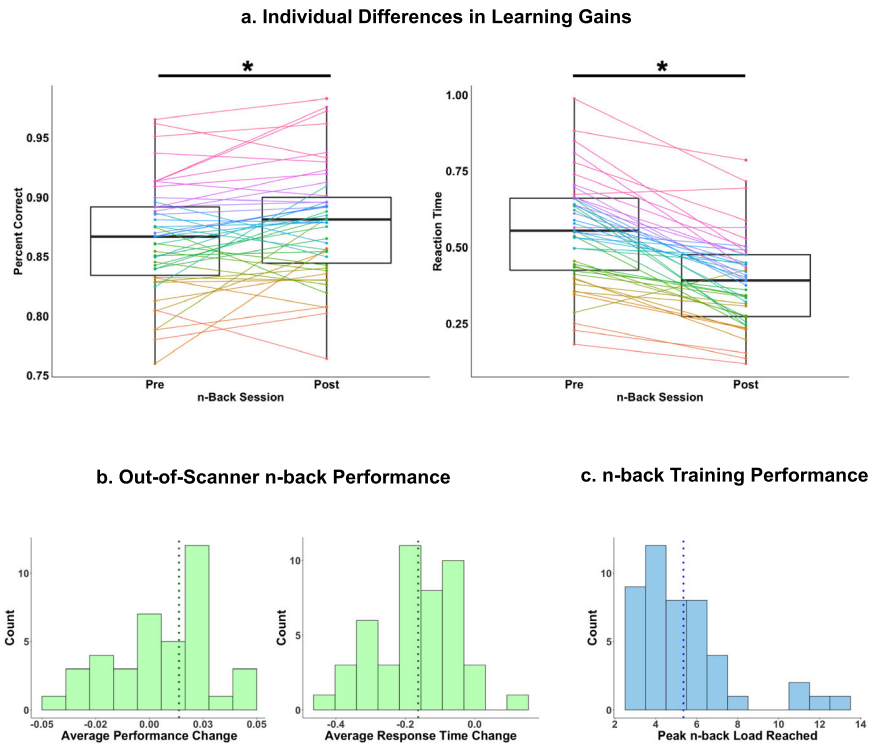 a. Individual Differences in Learning Gains
*
*
Percent Correct
0.95
0.90
0.85
0.80
0.75
Pre
Post
n-Back Session
Reaction Time
1.00
0.75
0.50
0.25
Pre
Post
n-Back Session
b. Out-of-Scanner n-back Performance
c. n-back Training Performance
Count
10
5
0
-0.05
-0.02
0.00
0.03
0.05
Average Performance Change
Count
10
5
0
-0.4
-0.2
0.0
Average Response Time Change
Count
10
5
0
2
4
6
8
10
12
14
Peak n-back Load Reached